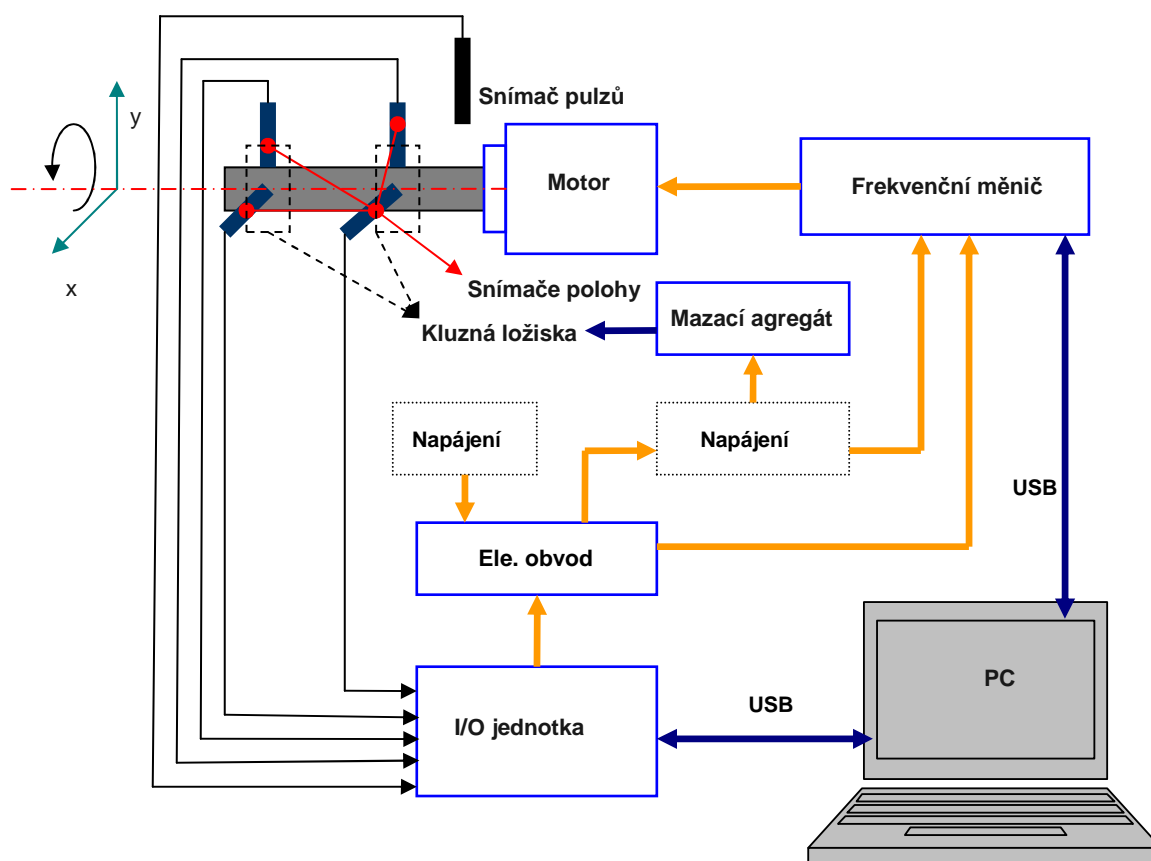 y
Snímač pulzů
Motor
Frekvenční měnič
x
Snímače polohy
Kluzná ložiska
Mazací agregát
Napájení
Napájení
USB
Ele. obvod
I/O jednotka
USB
PC